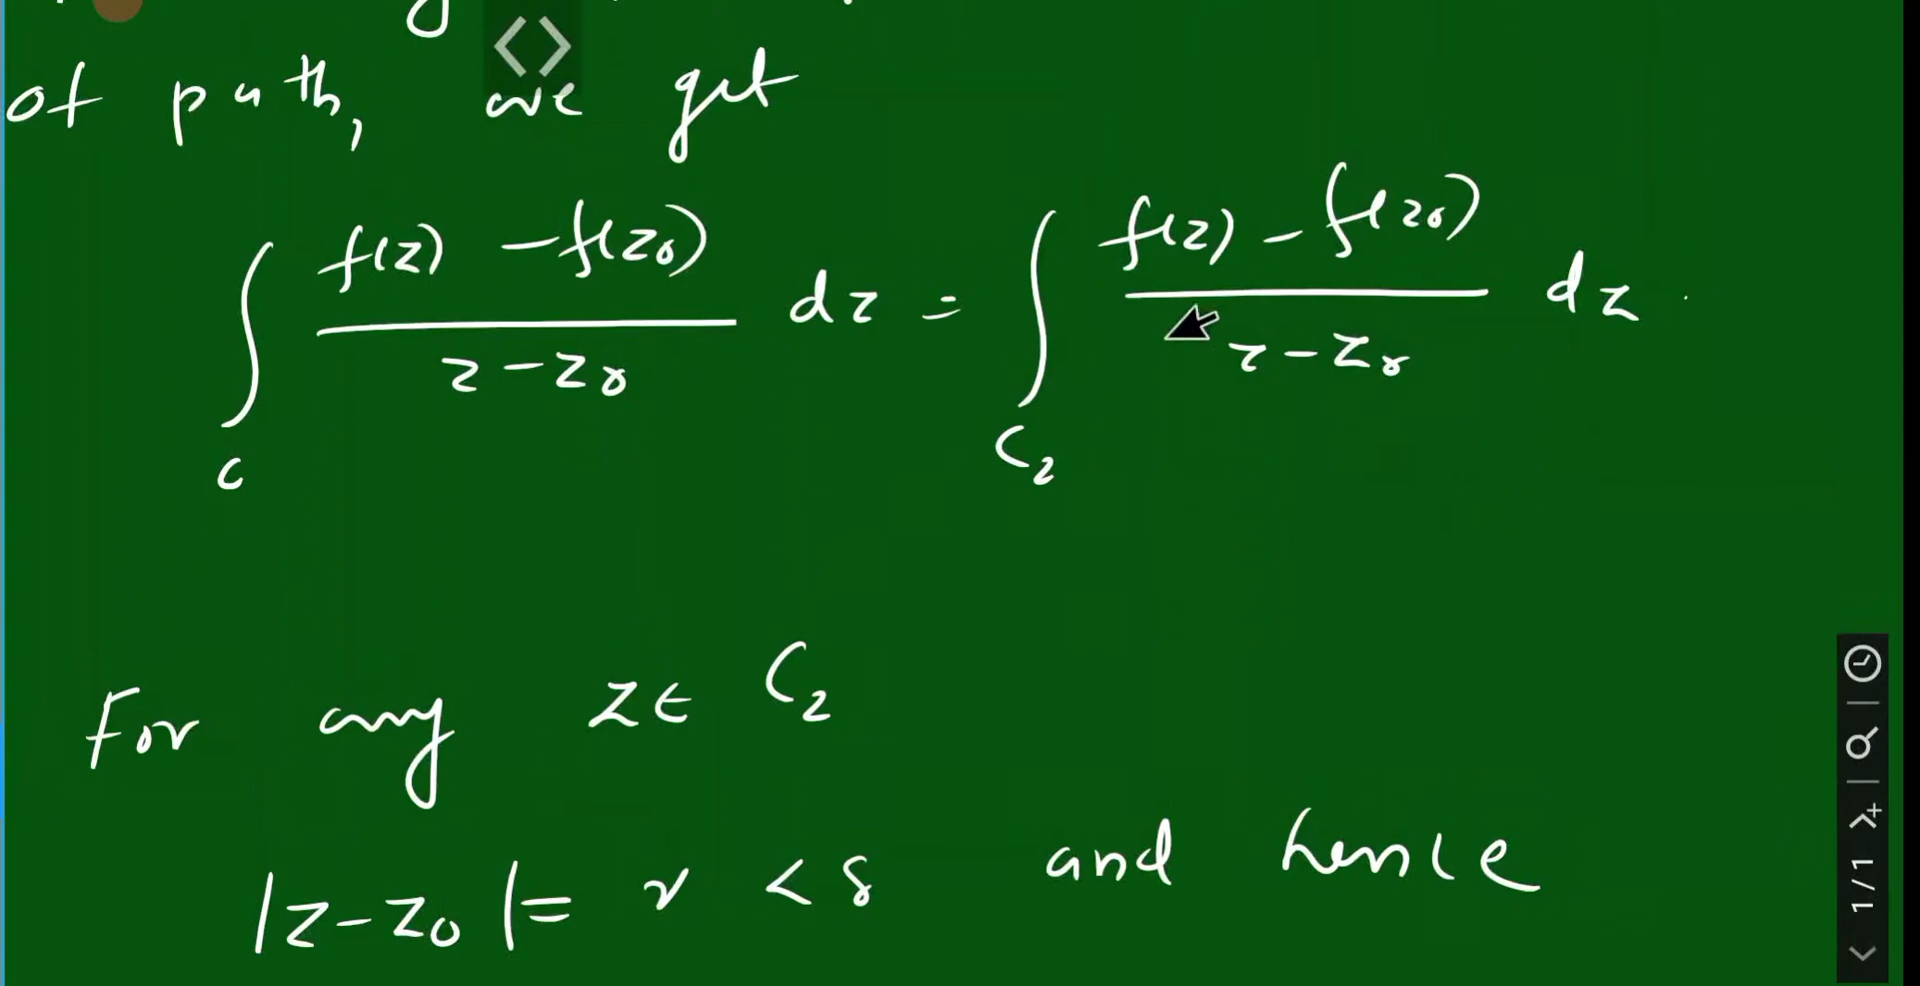 of path, we get
∫_C (f(z) - f(z₀))/(z - z₀) dz = ∫_C₂ (f(z) - f(z₀))/(z - z₀) dz.
For any z ∈ C₂
|z - z₀| = r < δ and hence
1/1